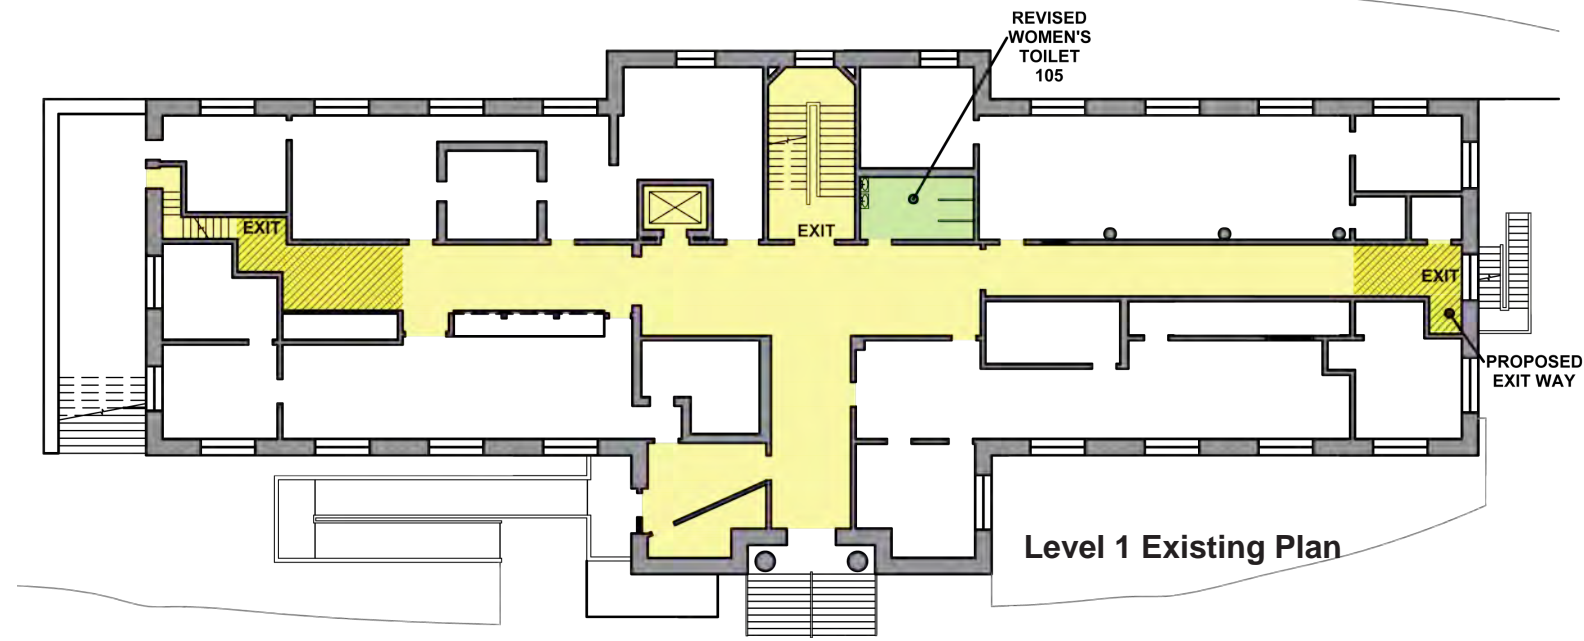 REVISED
WOMEN'S
TOILET
105
EXIT
EXIT
EXIT
PROPOSED
EXIT WAY
Level 1 Existing Plan